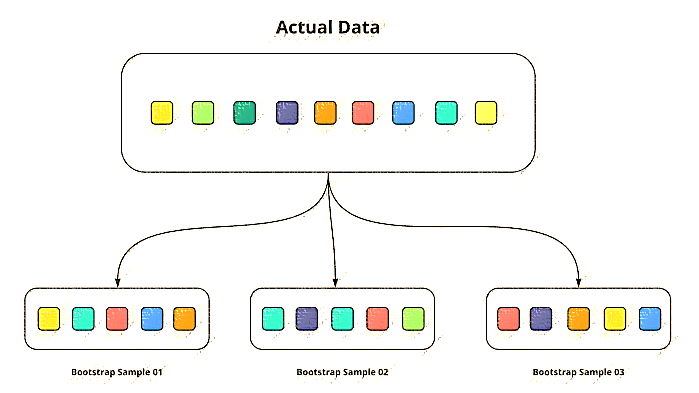 Actual Data
Bootstrap Sample 01
Bootstrap Sample 02
Bootstrap Sample 03